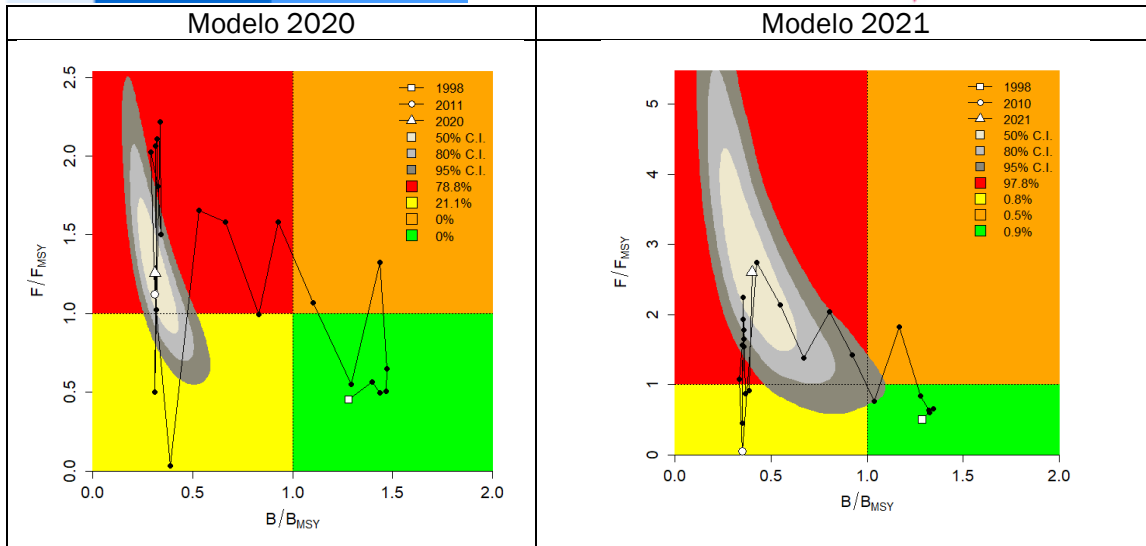 Modelo 2020
Modelo 2021
2.5
2.0
1.5
1.0
0.5
0.0
F/FMSY
0.0 0.5 1.0 1.5 2.0
B/BMSY
1998
2011
2020
50% C.I.
80% C.I.
95% C.I.
78.8%
21.1%
0%
0%
5
4
3
2
1
0
F/FMSY
0.0 0.5 1.0 1.5 2.0
B/BMSY
1998
2010
2021
50% C.I.
80% C.I.
95% C.I.
97.8%
0.8%
0.5%
0.9%